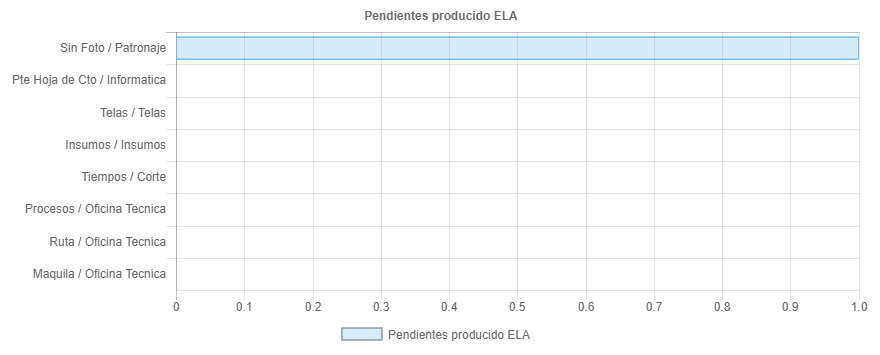 Pendientes producido ELA
Sin Foto / Patronaje
Pte Hoja de Cto / Informatica
Telas / Telas
Insumos / Insumos
Tiempos / Corte
Procesos / Oficina Tecnica
Ruta / Oficina Tecnica
Maquila / Oficina Tecnica
0 0.1 0.2 0.3 0.4 0.5 0.6 0.7 0.8 0.9 1.0
Pendientes producido ELA